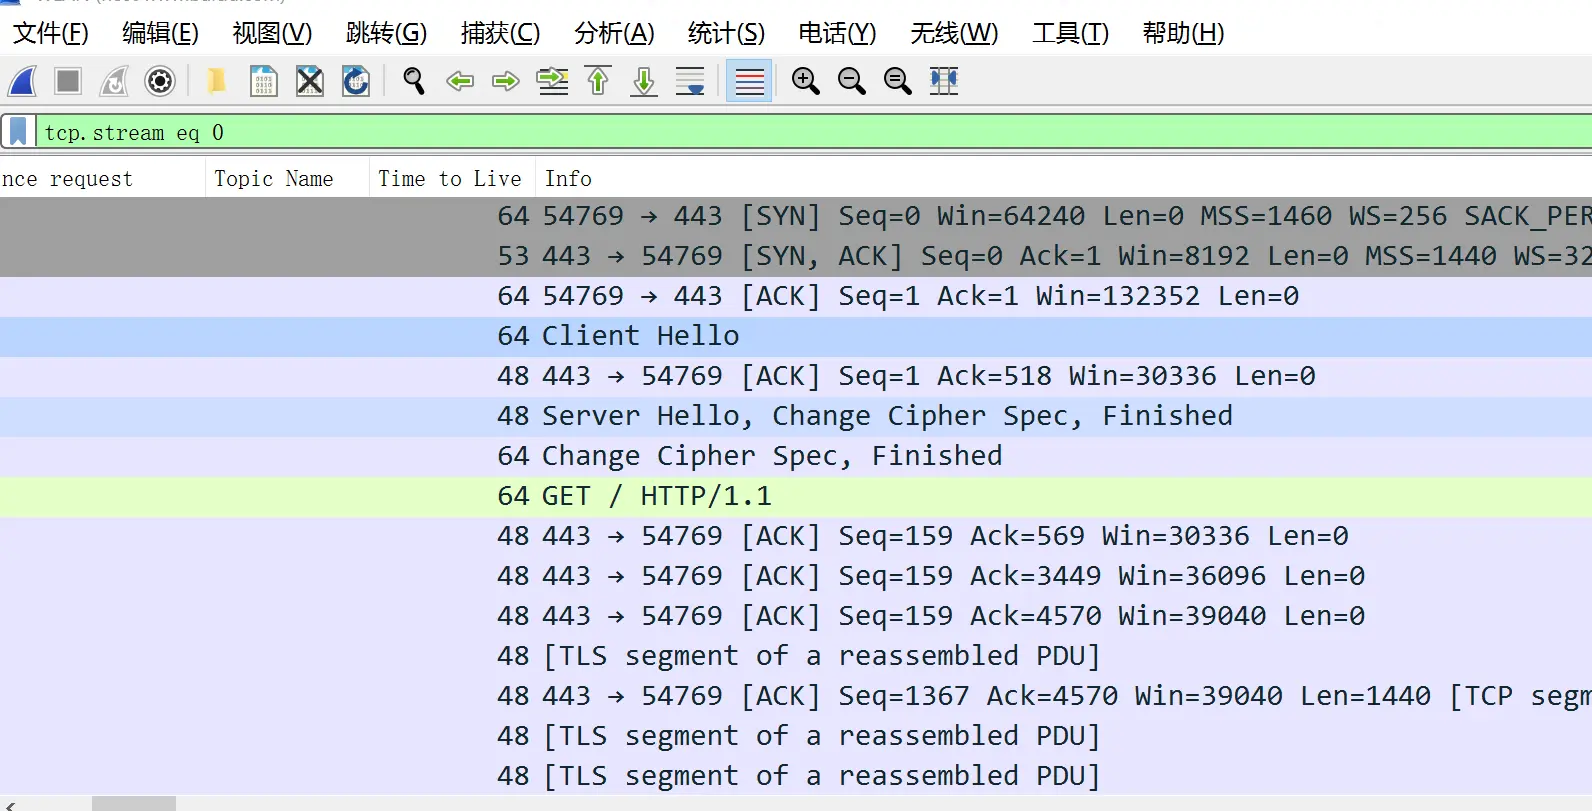 文件(F) 编辑(E) 视图(V) 跳转(G) 捕获(C) 分析(A) 统计(S) 电话(Y) 无线(W) 工具(T) 帮助(H)
tcp.stream eq 0
nce request Topic Name Time to Live Info
64 54769 → 443 [SYN] Seq=0 Win=64240 Len=0 MSS=1460 WS=256 SACK_PER
53 443 → 54769 [SYN, ACK] Seq=0 Ack=1 Win=8192 Len=0 MSS=1440 WS=32
64 54769 → 443 [ACK] Seq=1 Ack=1 Win=132352 Len=0
64 Client Hello
48 443 → 54769 [ACK] Seq=1 Ack=518 Win=30336 Len=0
48 Server Hello, Change Cipher Spec, Finished
64 Change Cipher Spec, Finished
64 GET / HTTP/1.1
48 443 → 54769 [ACK] Seq=159 Ack=569 Win=30336 Len=0
48 443 → 54769 [ACK] Seq=159 Ack=3449 Win=36096 Len=0
48 443 → 54769 [ACK] Seq=159 Ack=4570 Win=39040 Len=0
48 [TLS segment of a reassembled PDU]
48 443 → 54769 [ACK] Seq=1367 Ack=4570 Win=39040 Len=1440 [TCP segm
48 [TLS segment of a reassembled PDU]
48 [TLS segment of a reassembled PDU]